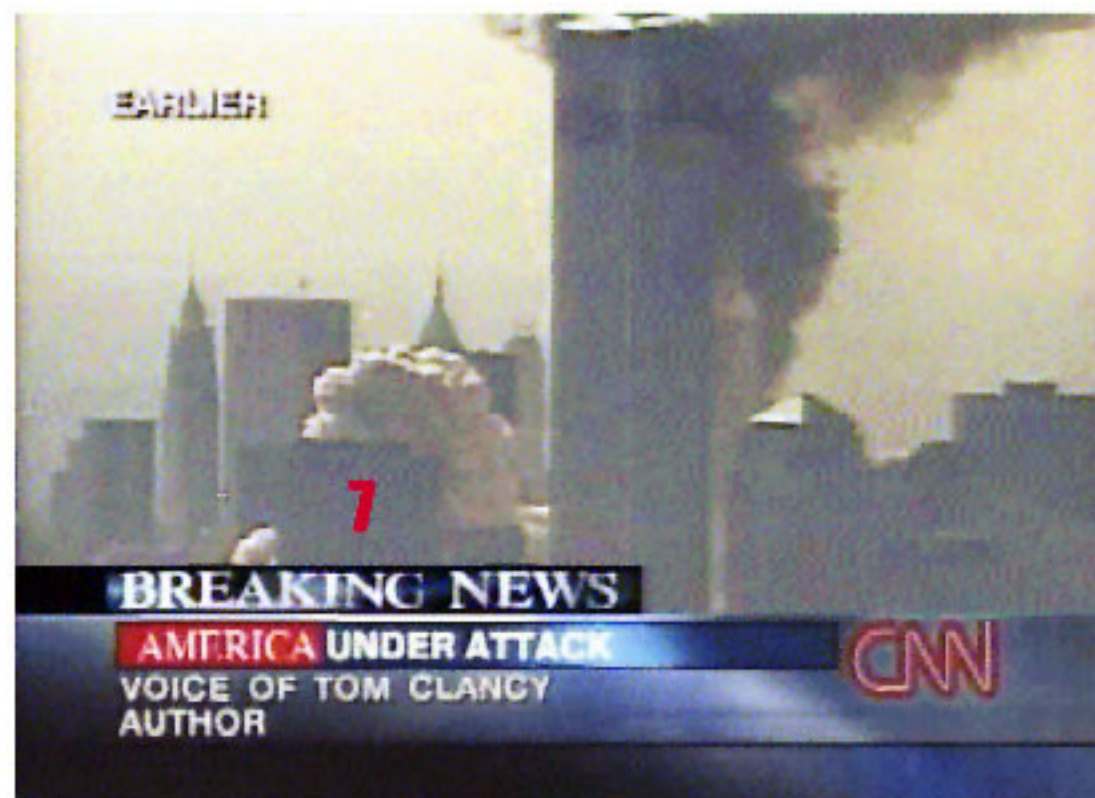 EARLIER
7
BREAKING NEWS
AMERICA UNDER ATTACK
CNN
VOICE OF TOM CLANCY
AUTHOR